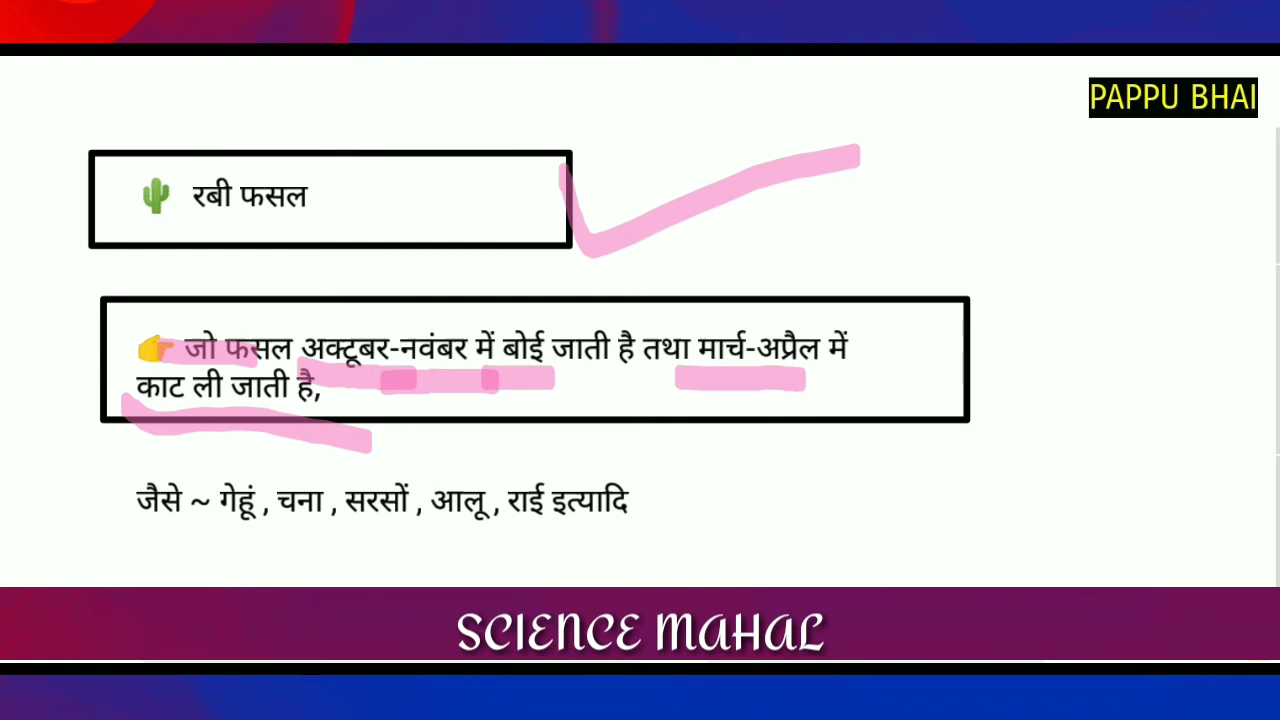 PAPPU BHAI
🌵 रबी फसल
👉 जो फसल अक्टूबर-नवंबर में बोई जाती है तथा मार्च-अप्रैल में
काट ली जाती है,
जैसे ~ गेहूं , चना , सरसों , आलू , राई इत्यादि
SCIENCE MAHAL